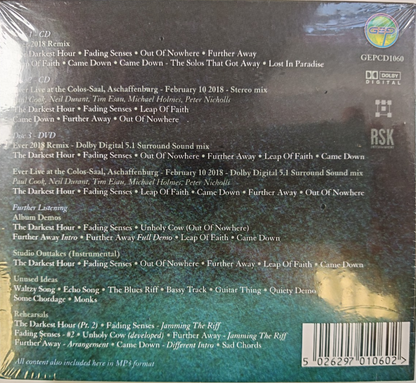 CD
2018 Remix
The Darkest Hour • Fading Senses • Out Of Nowhere • Further Away
Leap Of Faith • Came Down • Came Down - The Solos That Got Away • Lost In Paradise
CD
Ever Live at the Colos-Saal, Aschaffenburg - February 10 2018 - Stereo mix
Paul Cook, Neil Durant, Tim Esau, Michael Holmes, Peter Nicholls
The Darkest Hour • Fading Senses • Leap Of Faith
Came Down • Further Away • Out Of Nowhere
Disc 3 - DVD
Ever 2018 Remix - Dolby Digital 5.1 Surround Sound mix
The Darkest Hour • Fading Senses • Out Of Nowhere • Further Away • Leap Of Faith • Came Down
Ever Live at the Colos-Saal, Aschaffenburg - February 10 2018 - Dolby Digital 5.1 Surround Sound mix
Paul Cook, Neil Durant, Tim Esau, Michael Holmes, Peter Nicholls
The Darkest Hour • Fading Senses • Leap Of Faith • Came Down • Further Away • Out Of Nowhere
Further Listening
Album Demos
The Darkest Hour • Fading Senses • Unholy Cow (Out Of Nowhere)
Further Away Intro • Further Away Full Demo • Leap Of Faith • Came Down
Studio Outtakes (Instrumental)
The Darkest Hour • Fading Senses • Out Of Nowhere • Further Away • Leap Of Faith • Came Down
Unused Ideas
Waltzy Song • Echo Song • The Blues Riff • Bassy Track • Guitar Thing • Quiety Demo
Some Chordage • Monks
Rehearsals
The Darkest Hour (Pt. 2) • Fading Senses - Jamming The Riff
Fading Senses - #2 • Unholy Cow (developed) • Further Away - Jamming The Riff
Further Away - Arrangement • Came Down - Different Intro • Sad Chords
All content also included here in MP3 format
GEP
GEPCD1060
DOLBY
DIGITAL
RSK
5 026297 010602 >